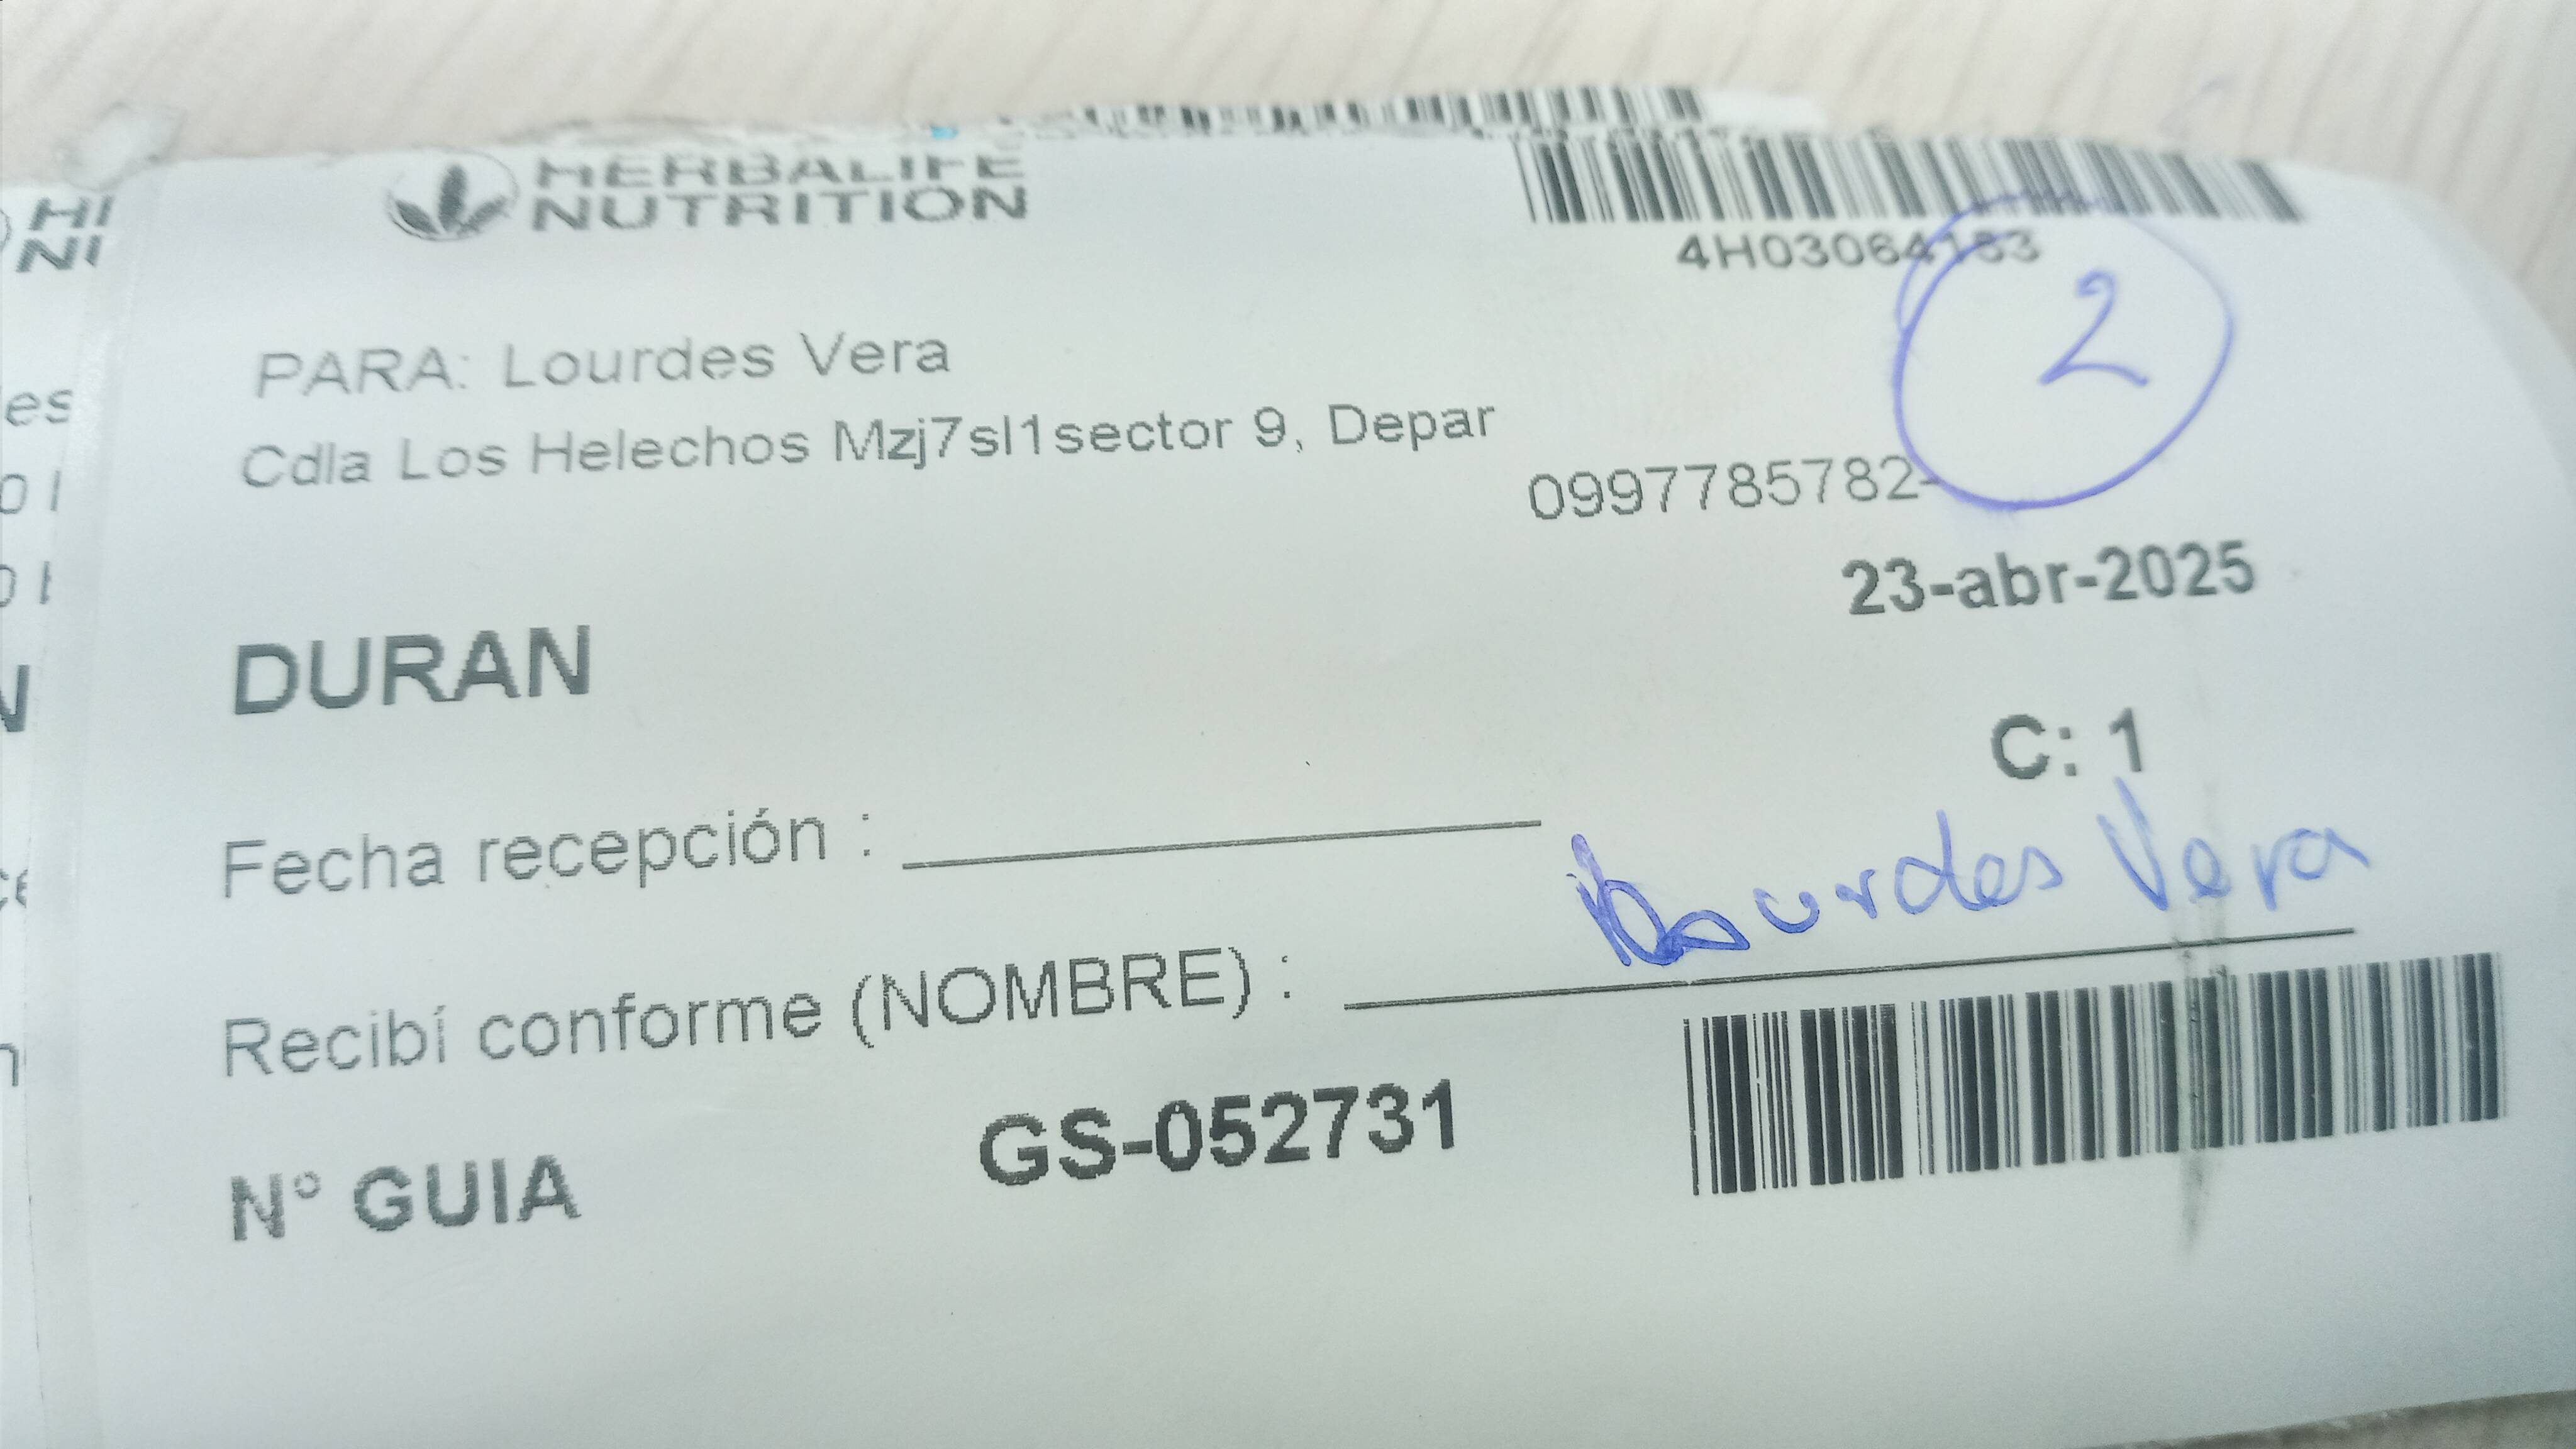 HERBALIFE
NUTRITION
4H03064183
2
PARA: Lourdes Vera
Cdla Los Helechos Mzj7sl1sector 9, Depar
0997785782-
23-abr-2025
DURAN
C: 1
Fecha recepción :
Recibí conforme (NOMBRE) : Lourdes Vera
N° GUIA GS-052731